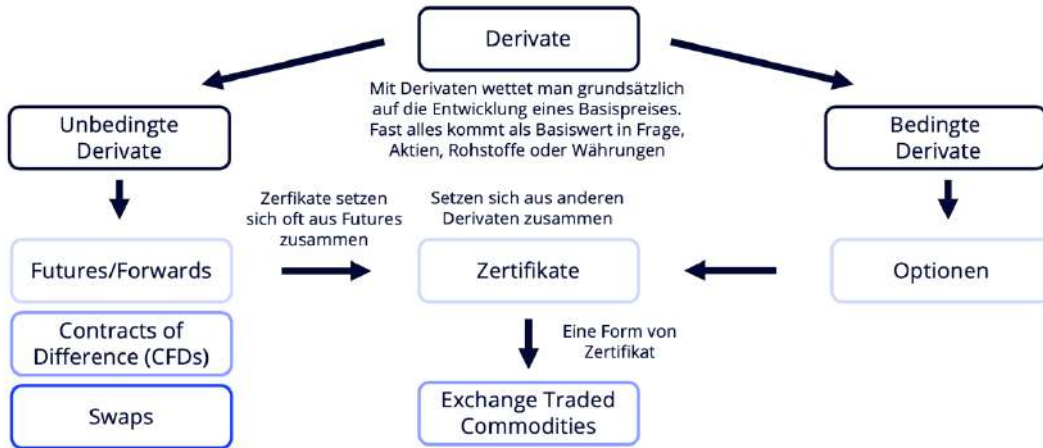 Derivate
Mit Derivaten wettet man grundsätzlich
auf die Entwicklung eines Basispreises.
Fast alles kommt als Basiswert in Frage,
Aktien, Rohstoffe oder Währungen
Unbedingte
Derivate
Bedingte
Derivate
Zerfikate setzen
sich oft aus Futures
zusammen
Setzen sich aus anderen
Derivaten zusammen
Futures/Forwards
Zertifikate
Optionen
Contracts of
Difference (CFDs)
Eine Form von
Zertifikat
Swaps
Exchange Traded
Commodities